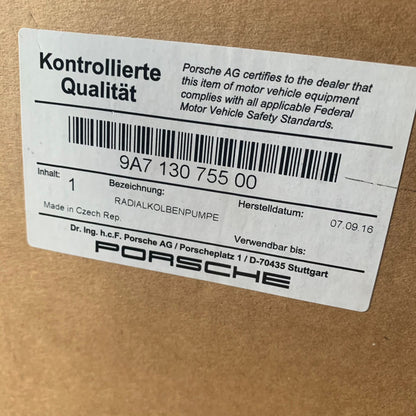 Kontrollierte
Qualität
Porsche AG certifies to the dealer that
this item of motor vehicle equipment
complies with all applicable Federal
Motor Vehicle Safety Standards.
9A7 130 755 00
Inhalt: Bezeichnung: Herstelldatum:
1 RADIALKOLBENPUMPE 07.09.16
Made in Czech Rep. Verwendbar bis:
Dr. Ing. h.c.F. Porsche AG / Porscheplatz 1 / D-70435 Stuttgart
PORSCHE